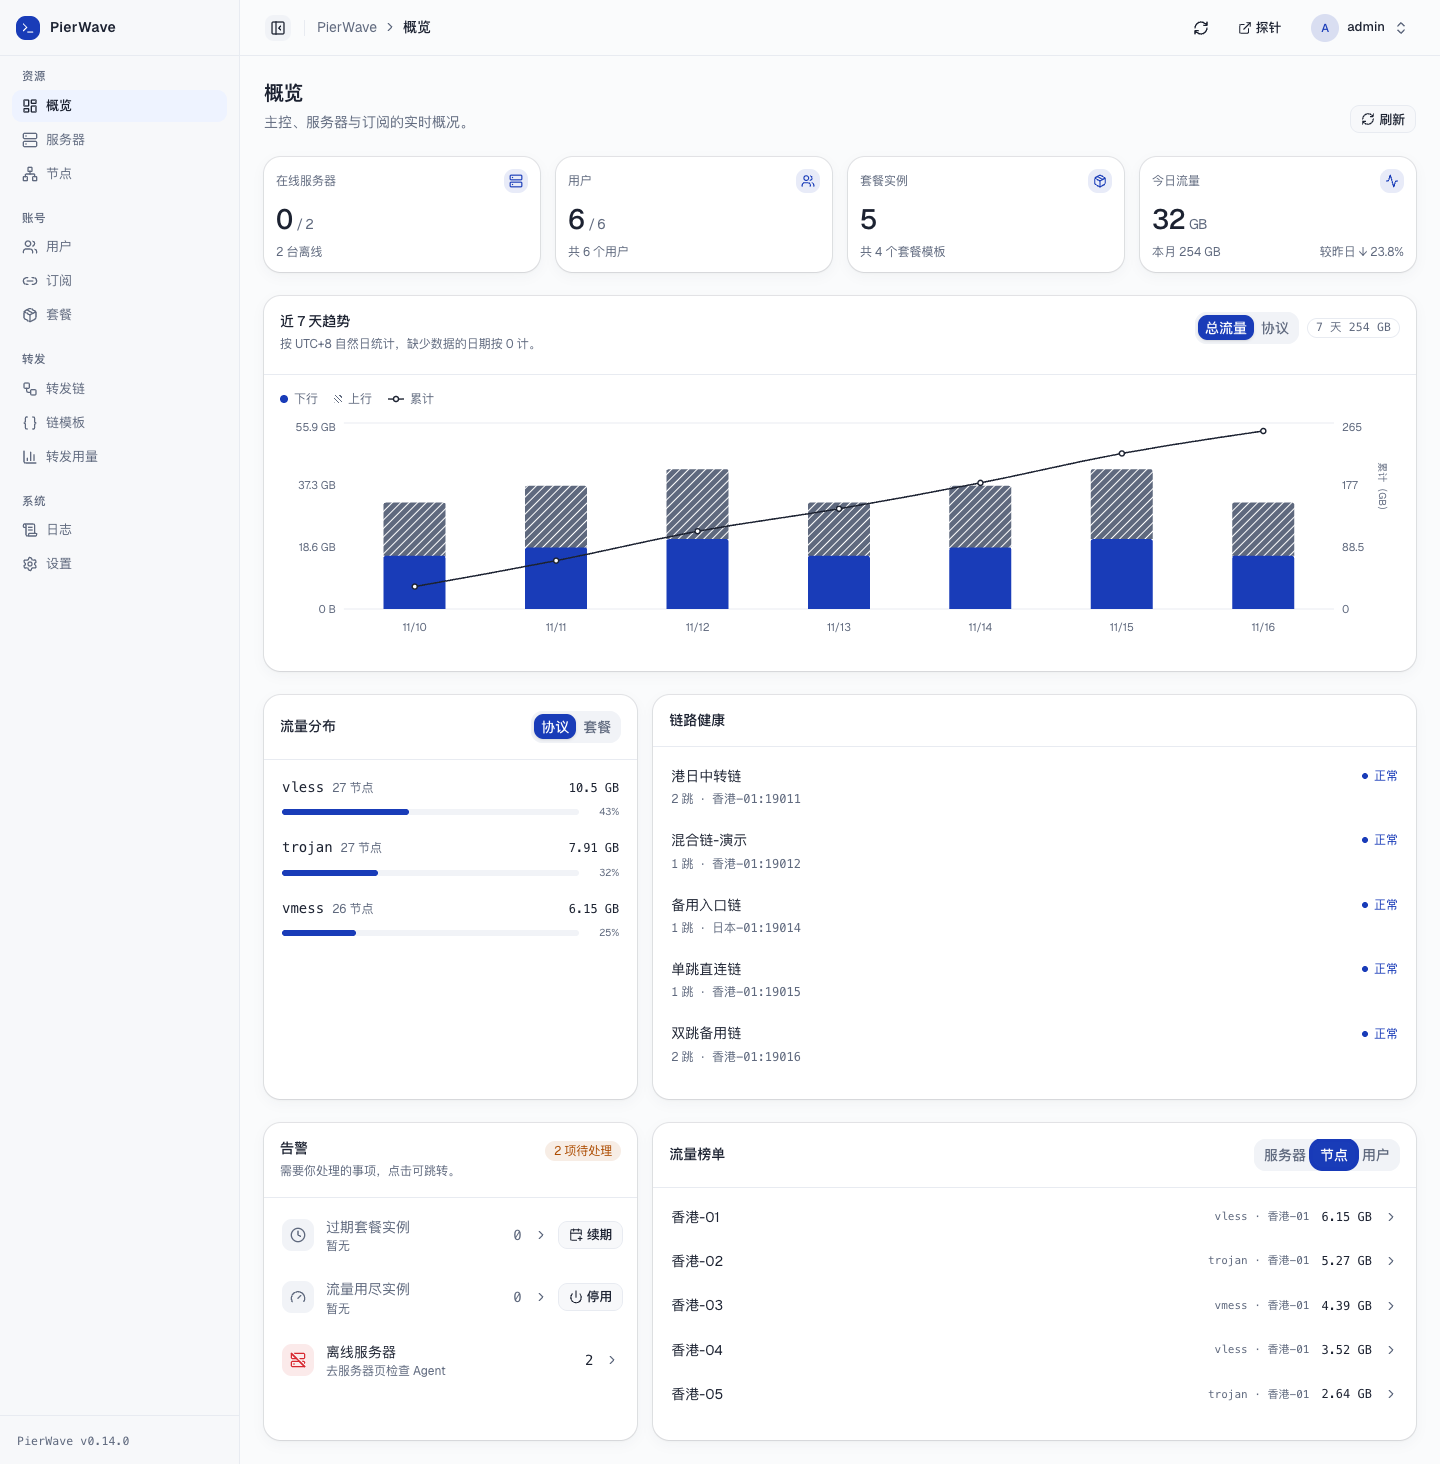 PierWave
PierWave > 概览
探针
A admin
资源
概览
服务器
节点
账号
用户
订阅
套餐
转发
转发链
链模板
转发用量
系统
日志
设置
PierWave v0.14.0
概览
主控、服务器与订阅的实时概况。
刷新
在线服务器
0 / 2
2 台离线
用户
6 / 6
共 6 个用户
套餐实例
5
共 4 个套餐模板
今日流量
32 GB
本月 254 GB 较昨日 ↓ 23.8%
近 7 天趋势
按 UTC+8 自然日统计，缺少数据的日期按 0 计。
总流量 协议 7 天 254 GB
下行 上行 累计
55.9 GB
37.3 GB
18.6 GB
0 B
265
177
88.5
0
累计 (GB)
11/10 11/11 11/12 11/13 11/14 11/15 11/16
流量分布
协议 套餐
vless 27 节点 10.5 GB
43%
trojan 27 节点 7.91 GB
32%
vmess 26 节点 6.15 GB
25%
链路健康
港日中转链 正常
2 跳 · 香港-01:19011
混合链-演示 正常
1 跳 · 香港-01:19012
备用入口链 正常
1 跳 · 日本-01:19014
单跳直连链 正常
1 跳 · 香港-01:19015
双跳备用链 正常
2 跳 · 香港-01:19016
告警 2 项待处理
需要你处理的事项，点击可跳转。
过期套餐实例
暂无
0 > 续期
流量用尽实例
暂无
0 > 停用
离线服务器
去服务器页检查 Agent
2 >
流量榜单
服务器 节点 用户
香港-01 vless · 香港-01 6.15 GB >
香港-02 trojan · 香港-01 5.27 GB >
香港-03 vmess · 香港-01 4.39 GB >
香港-04 vless · 香港-01 3.52 GB >
香港-05 trojan · 香港-01 2.64 GB >